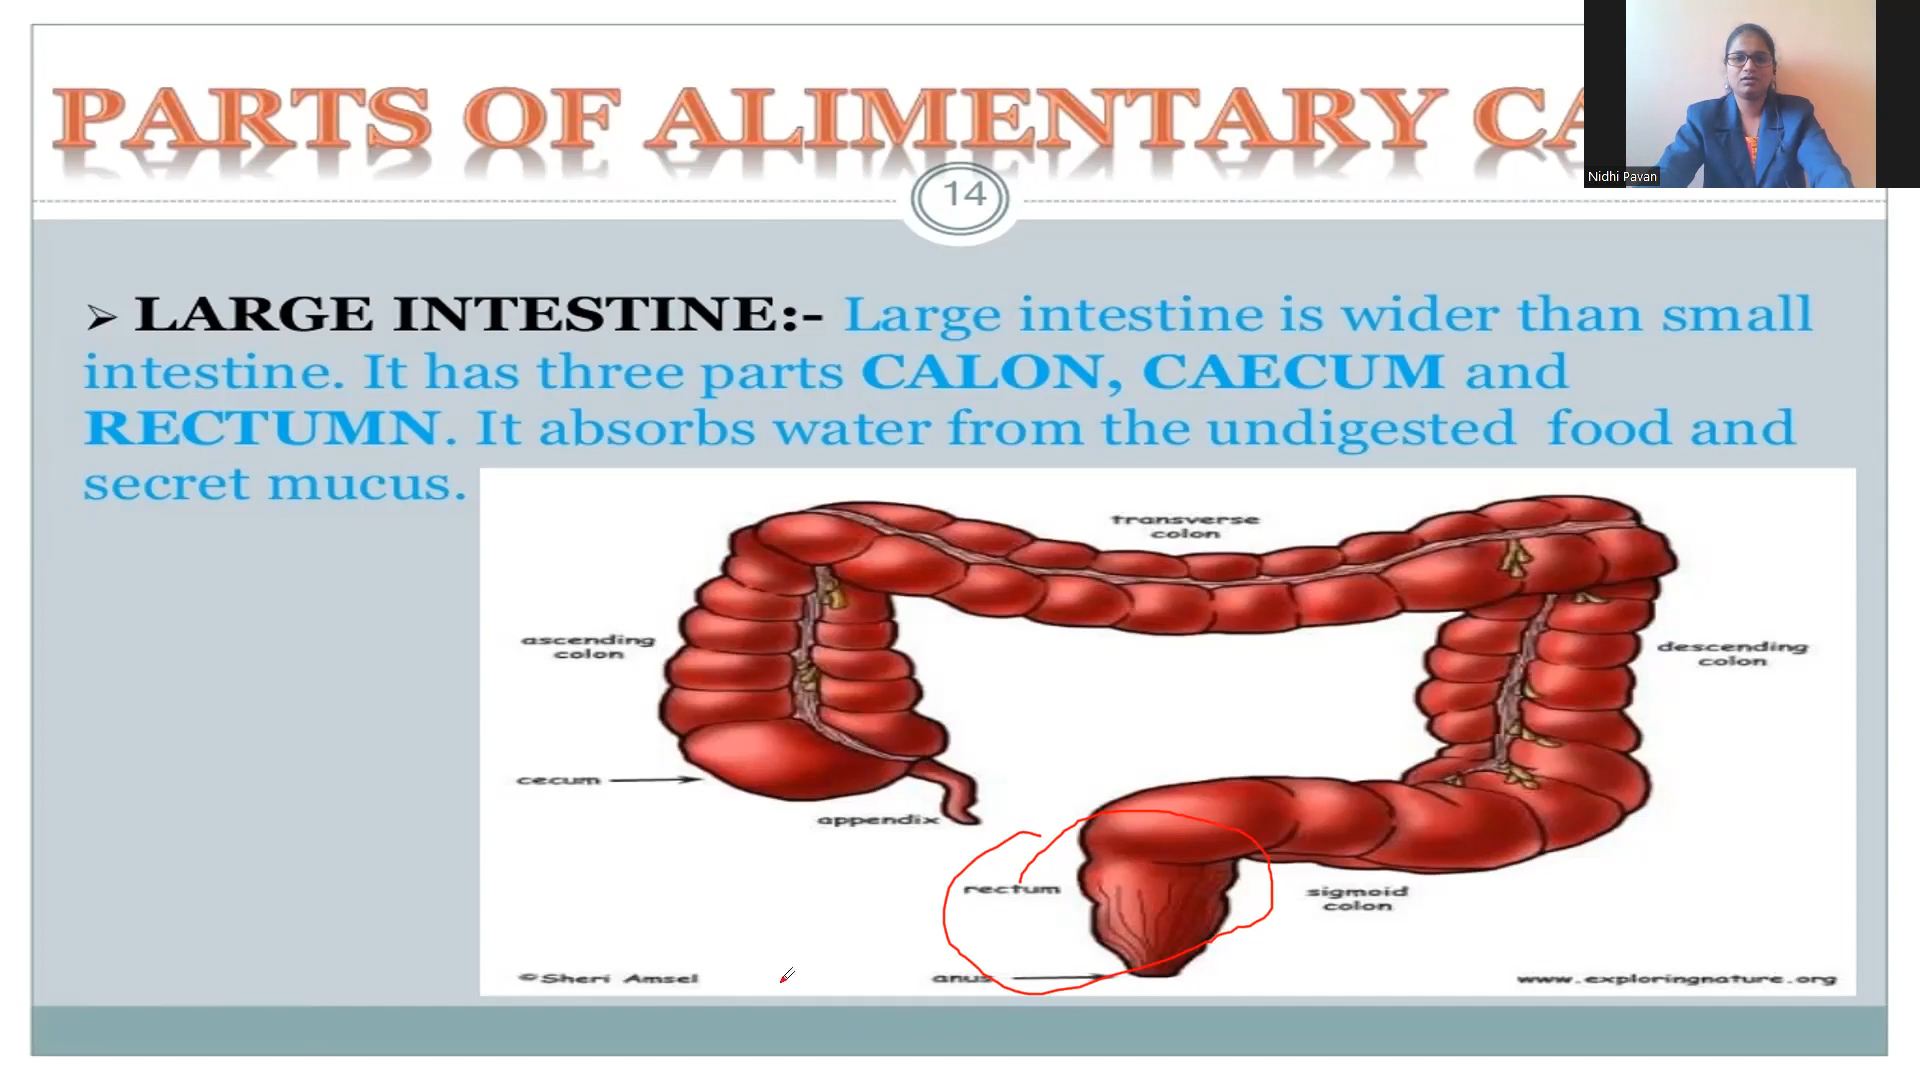 PARTS OF ALIMENTARY CA
Nidhi Pavan
14
➢ LARGE INTESTINE:- Large intestine is wider than small
intestine. It has three parts CALON, CAECUM and
RECTUMN. It absorbs water from the undigested food and
secret mucus.
transverse
colon
ascending
colon
descending
colon
cecum
appendix
rectum
sigmoid
colon
anus
©Sheri Amsel
www.exploringnature.org